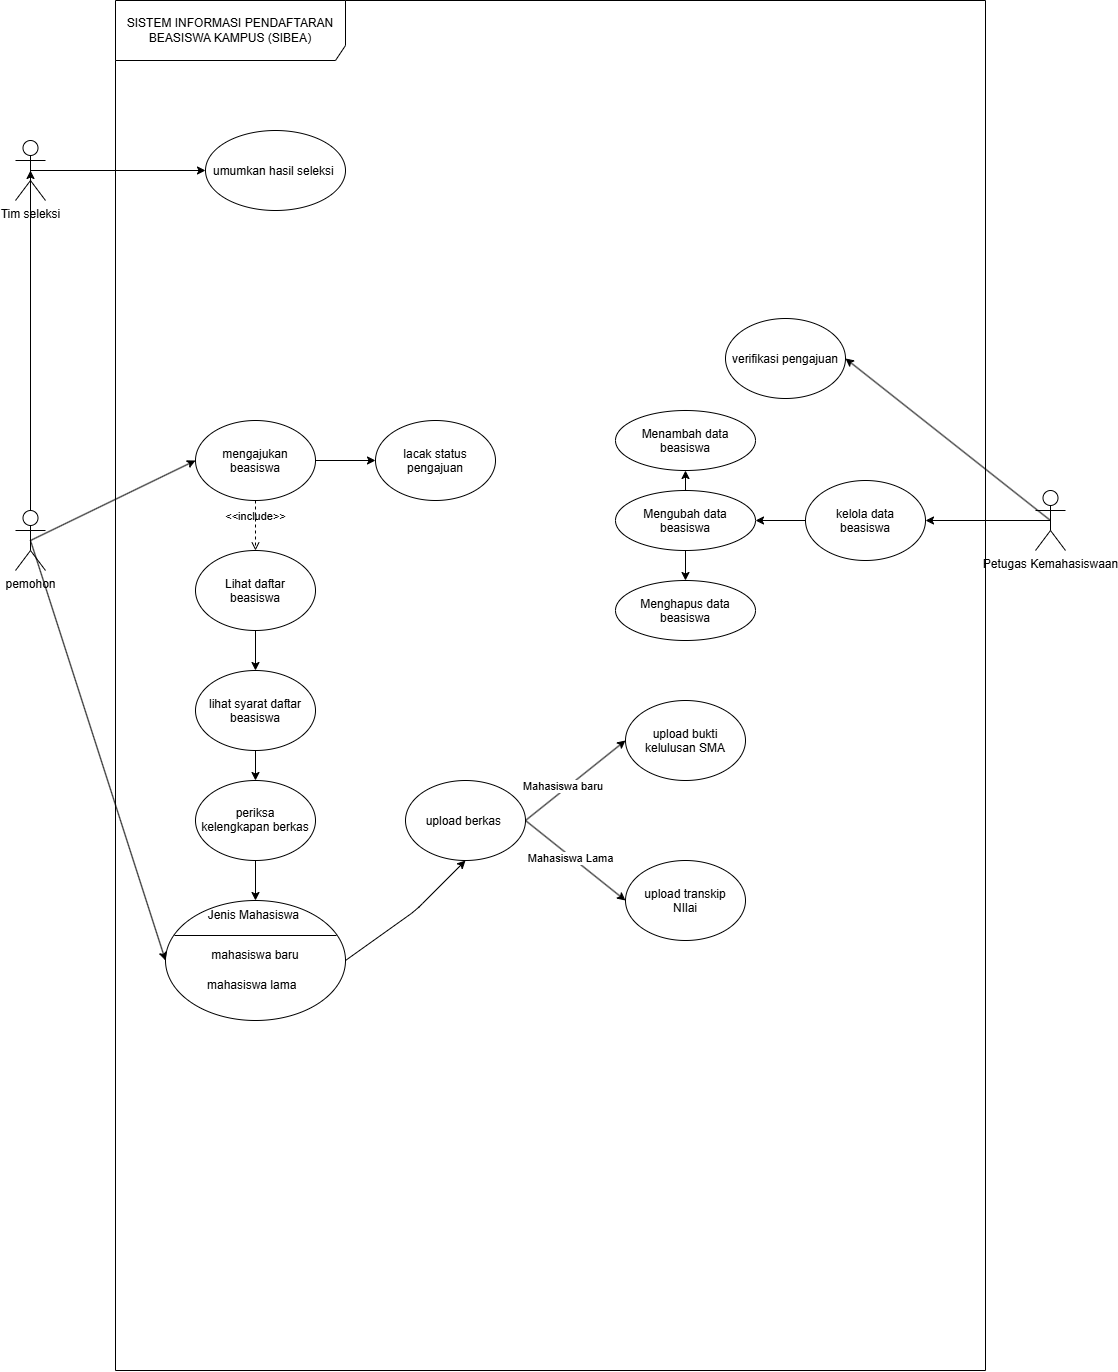 SISTEM INFORMASI PENDAFTARAN
BEASISWA KAMPUS (SIBEA)
umumkan hasil seleksi
Tim seleksi
verifikasi pengajuan
mengajukan
beasiswa
lacak status
pengajuan
Menambah data
beasiswa
<<include>>
Mengubah data
beasiswa
kelola data
beasiswa
Petugas Kemahasiswaan
pemohon
Lihat daftar
beasiswa
Menghapus data
beasiswa
lihat syarat daftar
beasiswa
upload bukti
kelulusan SMA
Mahasiswa baru
periksa
kelengkapan berkas
upload berkas
Mahasiswa Lama
upload transkip
NIlai
Jenis Mahasiswa
mahasiswa baru
mahasiswa lama